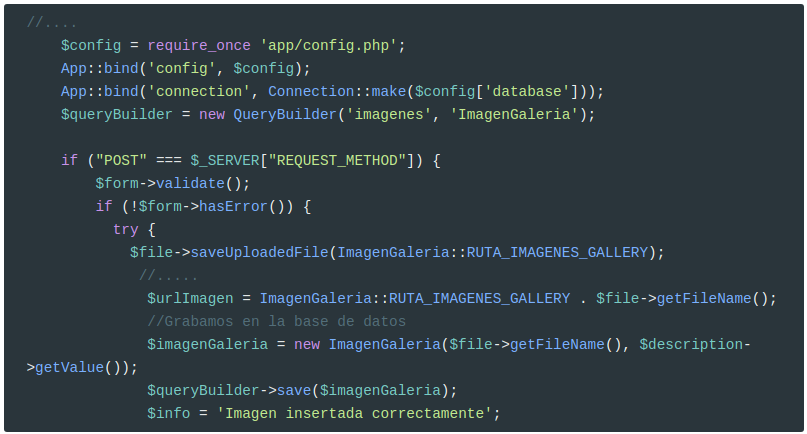 //....
    $config = require_once 'app/config.php';
    App::bind('config', $config);
    App::bind('connection', Connection::make($config['database']));
    $queryBuilder = new QueryBuilder('imagenes', 'ImagenGaleria');

    if ("POST" === $_SERVER["REQUEST_METHOD"]) {
        $form->validate();
        if (!$form->hasError()) {
          try {
            $file->saveUploadedFile(ImagenGaleria::RUTA_IMAGENES_GALLERY);
             //.....
              $urlImagen = ImagenGaleria::RUTA_IMAGENES_GALLERY . $file->getFileName();
              //Grabamos en la base de datos
              $imagenGaleria = new ImagenGaleria($file->getFileName(), $description-
>getValue());
              $queryBuilder->save($imagenGaleria);
              $info = 'Imagen insertada correctamente';